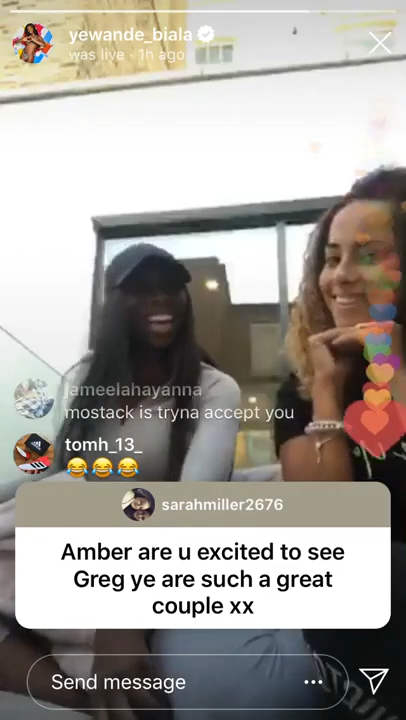 yewande_biala
was live · 1h ago
jameelahayanna
mostack is tryna accept you
tomh_13_
😂😂😂
sarahmiller2676
Amber are u excited to see
Greg ye are such a great
couple xx
Send message